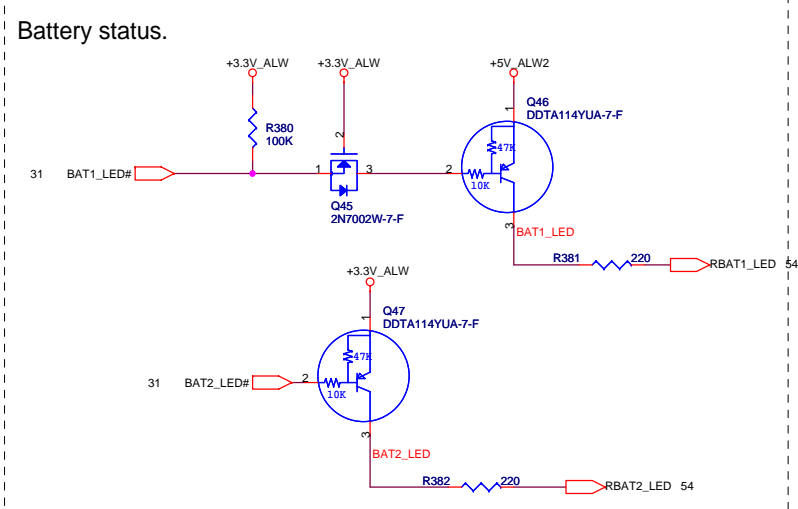 Battery status.
+3.3V_ALW
+3.3V_ALW
+5V_ALW2
R380
100K
2
1
Q46
DDTA114YUA-7-F
47K
31 BAT1_LED#
1
3
2
10K
Q45
2N7002W-7-F
3
BAT1_LED
R381
220
RBAT1_LED 54
+3.3V_ALW
1
Q47
DDTA114YUA-7-F
47K
31 BAT2_LED#
2
10K
3
BAT2_LED
R382
220
RBAT2_LED 54